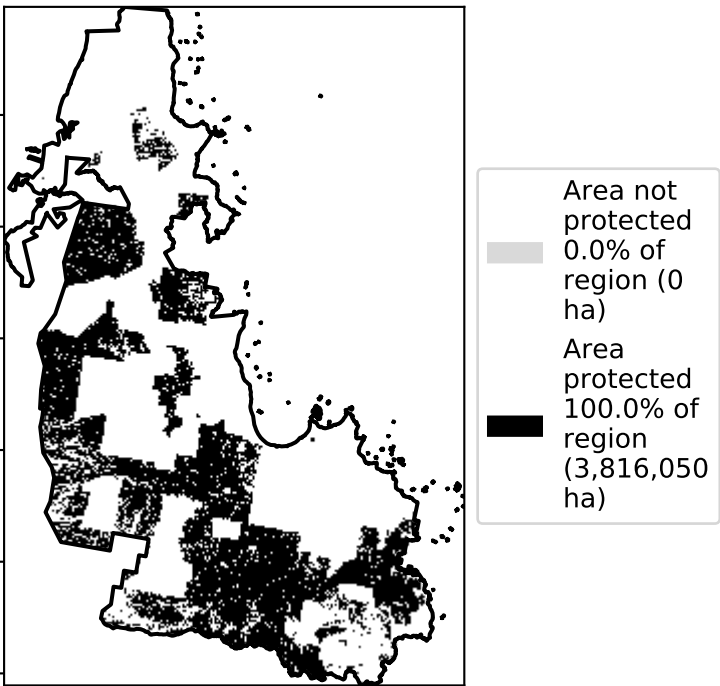 Area not
protected
0.0% of
region (0
ha)
Area
protected
100.0% of
region
(3,816,050
ha)